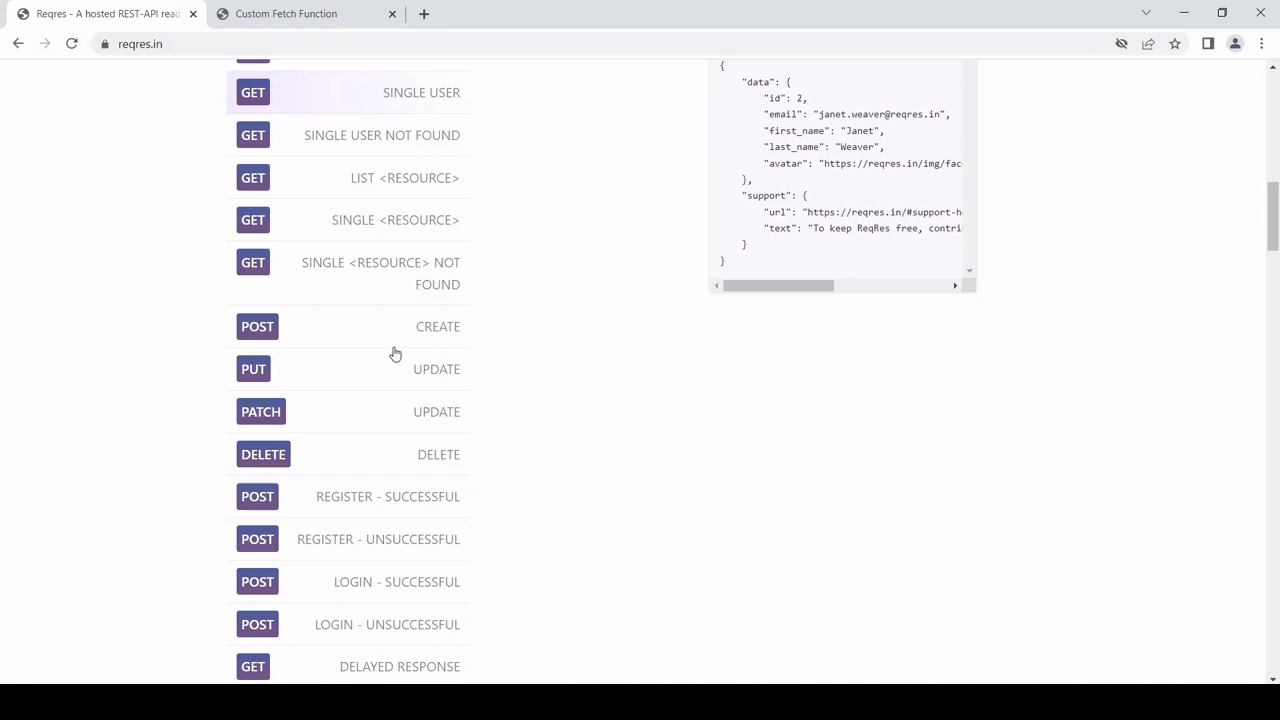 Reqres - A hosted REST-API read
Custom Fetch Function
reqres.in
GET SINGLE USER
GET SINGLE USER NOT FOUND
GET LIST <RESOURCE>
GET SINGLE <RESOURCE>
GET SINGLE <RESOURCE> NOT
FOUND
POST CREATE
PUT UPDATE
PATCH UPDATE
DELETE DELETE
POST REGISTER - SUCCESSFUL
POST REGISTER - UNSUCCESSFUL
POST LOGIN - SUCCESSFUL
POST LOGIN - UNSUCCESSFUL
GET DELAYED RESPONSE
{
"data": {
"id": 2,
"email": "janet.weaver@reqres.in",
"first_name": "Janet",
"last_name": "Weaver",
"avatar": "https://reqres.in/img/fac
},
"support": {
"url": "https://reqres.in/#support-h
"text": "To keep ReqRes free, contri
}
}